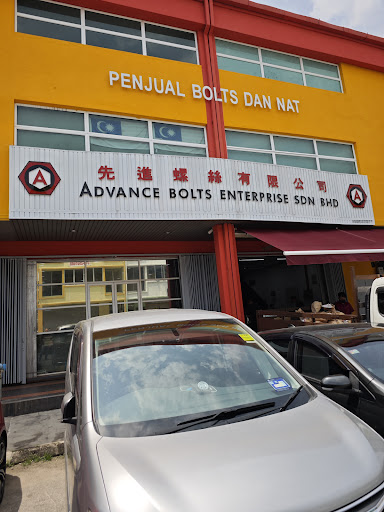 PENJUAL BOLTS DAN NAT
先進螺絲有限公司
A ADVANCE BOLTS ENTERPRISE SDN BHD A